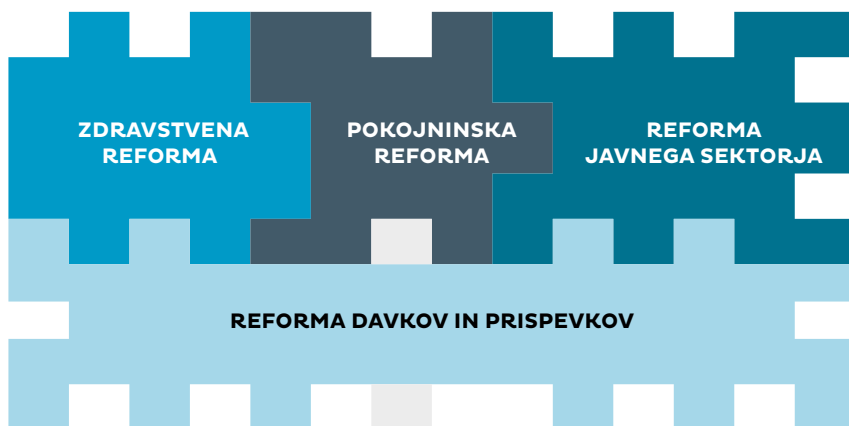 ZDRAVSTVENA
REFORMA
POKOJNINSKA
REFORMA
REFORMA
JAVNEGA SEKTORJA
REFORMA DAVKOV IN PRISPEVKOV